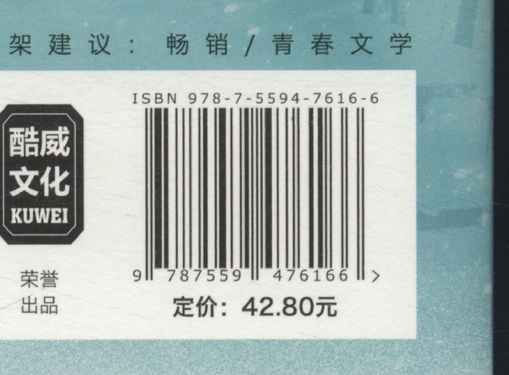 架建议：畅销/青春文学
ISBN 978-7-5594-7616-6
酷威
文化
KUWEI
9 787559 476166 >
荣誉
出品
定价：42.80元